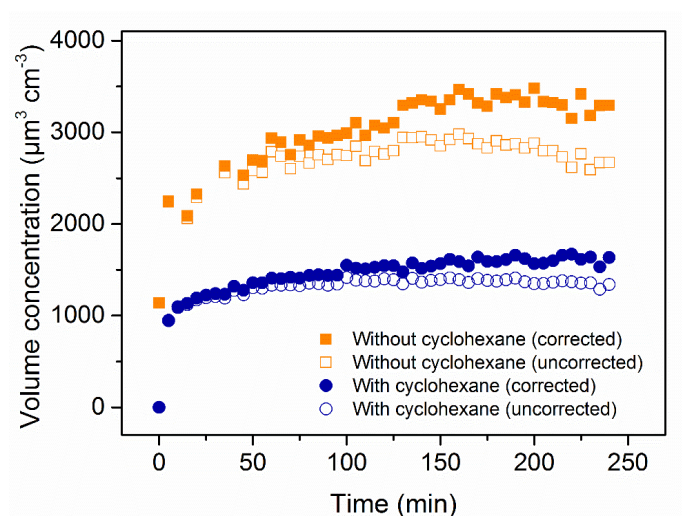 4000
3000
2000
1000
0
Volume concentration (µm³ cm⁻³)
Without cyclohexane (corrected)
Without cyclohexane (uncorrected)
With cyclohexane (corrected)
With cyclohexane (uncorrected)
0 50 100 150 200 250
Time (min)